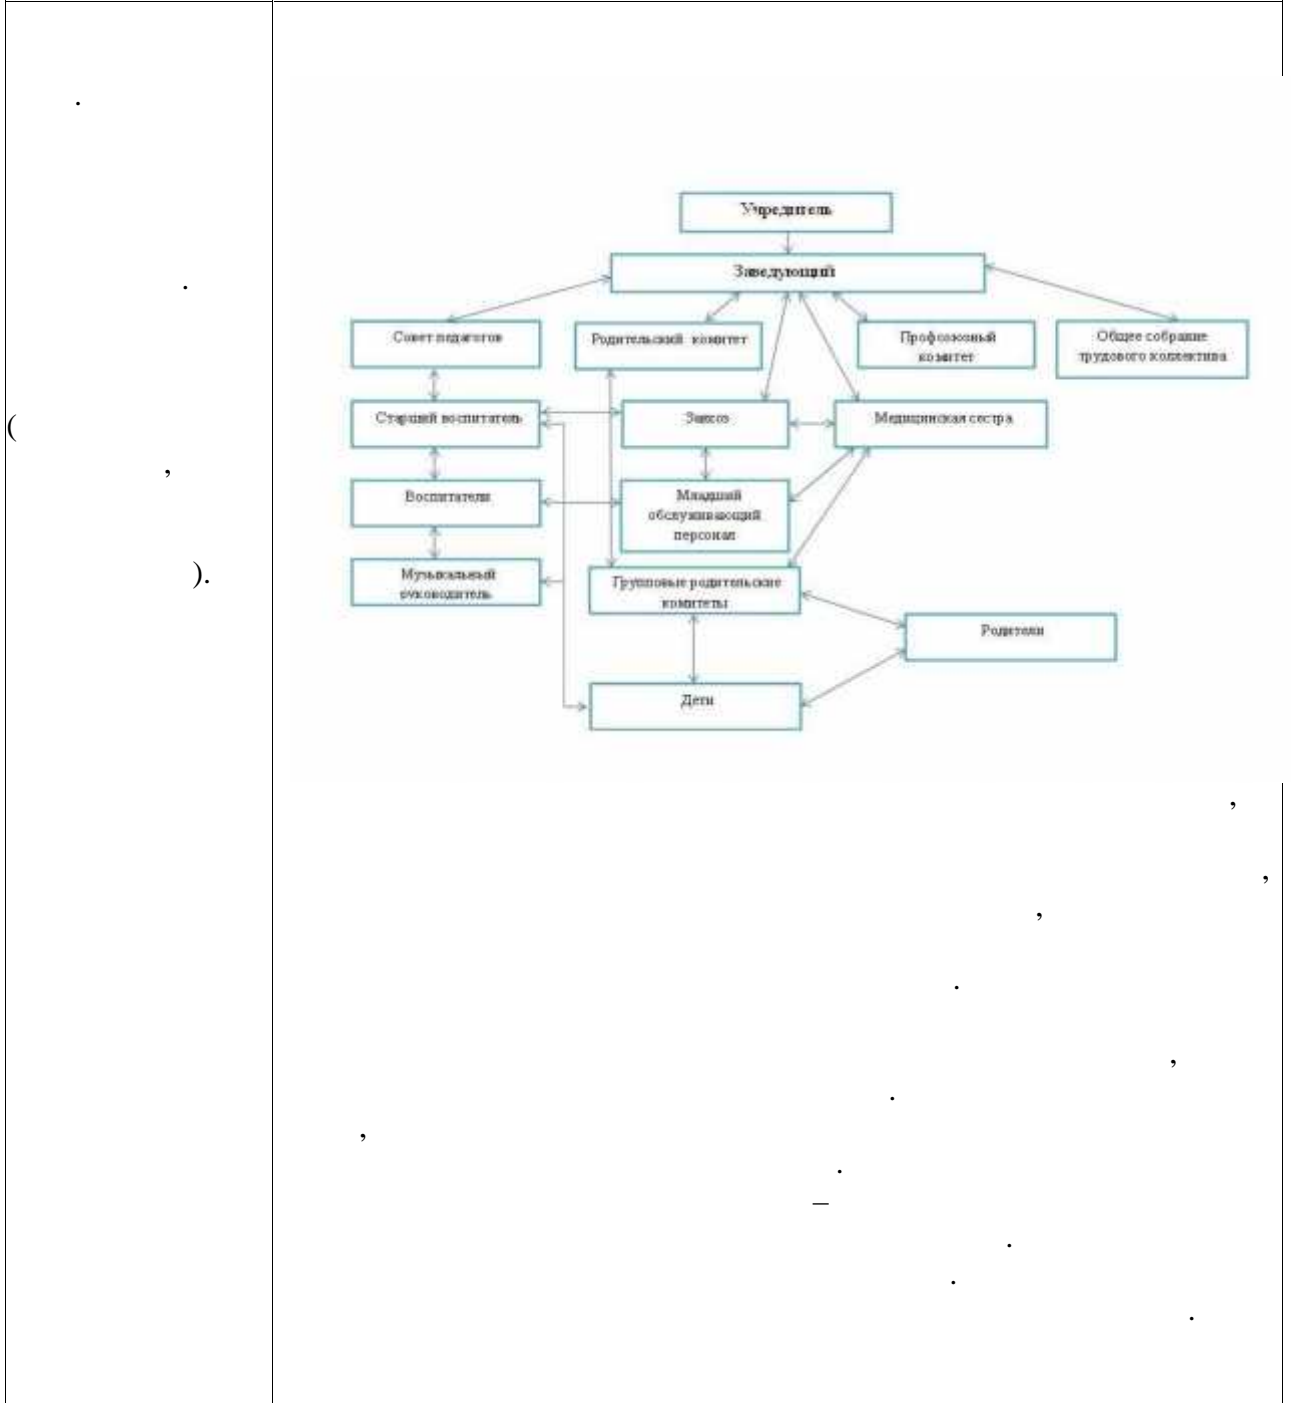 .
Учредитель
Заведующий
.
Совет педагогов
Родительский комитет
Профсоюзный
комитет
Общее собрание
трудового коллектива
(
Старший воспитатель
Завхоз
Медицинская сестра
,
Воспитатели
Младший
обслуживающий
персонал
).
Музыкальный
руководитель
Групповые родительские
комитеты
Родители
Дети
,
,
,
.
,
.
,
.
–
.
.
.